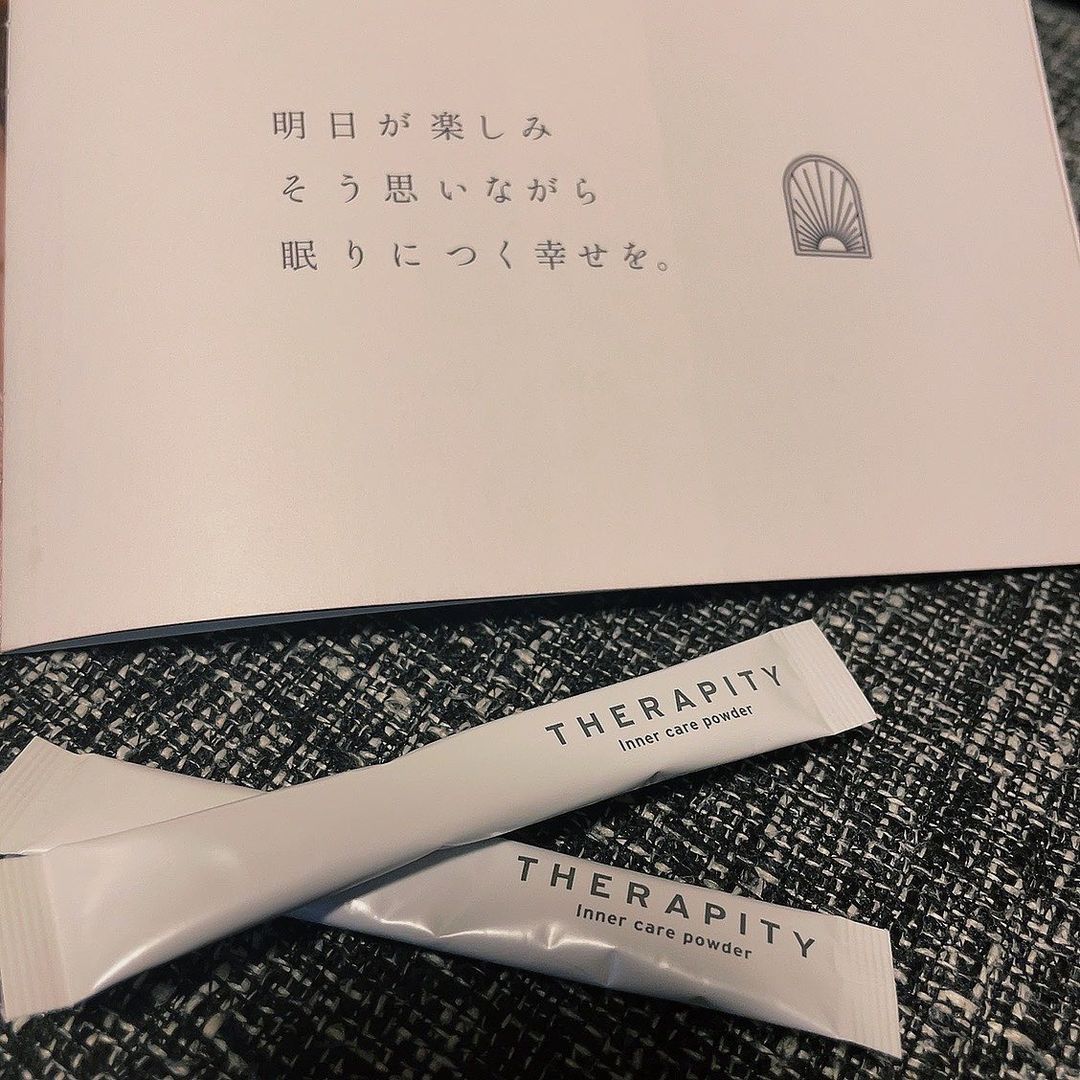 明日が楽しみ
そう思いながら
眠りにつく幸せを。
THERAPITY
Inner care powder
THERAPITY
Inner care powder